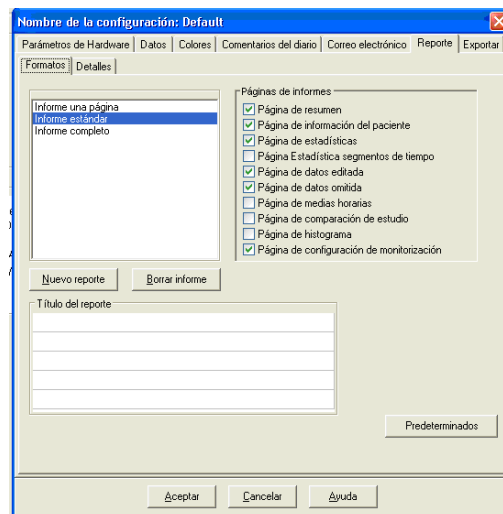 Nombre de la configuración: Default
Parámetros de Hardware Datos Colores Comentarios del diario Correo electrónico Reporte Exportar
Formatos Detalles
Informe una página
Informe estándar
Informe completo
Páginas de informes
Página de resumen
Página de información del paciente
Página de estadísticas
Página Estadística segmentos de tiempo
Página de datos editada
Página de datos omitida
Página de medias horarias
Página de comparación de estudio
Página de histograma
Página de configuración de monitorización
Nuevo reporte Borrar informe
Título del reporte
Predeterminados
Aceptar Cancelar Ayuda